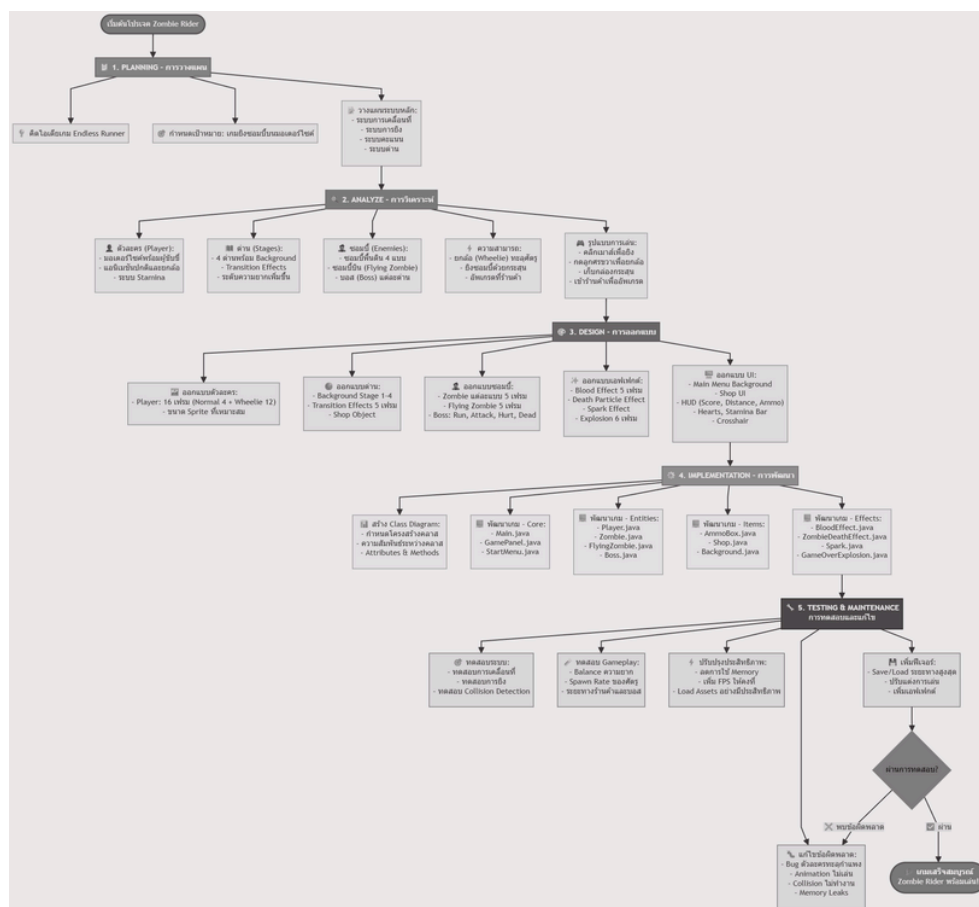 เริ่มต้นโปรเจค Zombie Rider
1. PLANNING - การวางแผน
คิดไอเดียเกม Endless Runner
กำหนดเป้าหมาย: เกมยิงซอมบี้บนมอเตอร์ไซค์
วางแผนระบบหลัก:
- ระบบการเคลื่อนที่
- ระบบการยิง
- ระบบคะแนน
- ระบบด่าน
2. ANALYZE - การวิเคราะห์
ตัวละคร (Player):
- มอเตอร์ไซค์พร้อมผู้ขับขี่
- แอนิเมชันปกติและยกล้อ
- ระบบ Stamina
ด่าน (Stages):
- 4 ด่านพร้อม Background
- Transition Effects
- ระดับความยากเพิ่มขึ้น
ซอมบี้ (Enemies):
- ซอมบี้พื้นดิน 4 แบบ
- ซอมบี้บิน (Flying Zombie)
- บอส (Boss) แต่ละด่าน
ความสามารถ:
- ยกล้อ (Wheelie) ทะลุศัตรู
- ยิงซอมบี้ด้วยกระสุน
- อัพเกรดที่ร้านค้า
รูปแบบการเล่น:
- คลิกเมาส์เพื่อยิง
- กดลูกศรขวาเพื่อยกล้อ
- เก็บกล่องกระสุน
- เข้าร้านค้าเพื่ออัพเกรด
3. DESIGN - การออกแบบ
ออกแบบตัวละคร:
- Player: 16 เฟรม (Normal 4 + Wheelie 12)
- ขนาด Sprite ที่เหมาะสม
ออกแบบด่าน:
- Background Stage 1-4
- Transition Effects 5 เฟรม
- Shop Object
ออกแบบซอมบี้:
- Zombie แต่ละแบบ 5 เฟรม
- Flying Zombie 5 เฟรม
- Boss: Run, Attack, Hurt, Dead
ออกแบบเอฟเฟกต์:
- Blood Effect 5 เฟรม
- Death Particle Effect
- Spark Effect
- Explosion 6 เฟรม
ออกแบบ UI:
- Main Menu Background
- Shop UI
- HUD (Score, Distance, Ammo)
- Hearts, Stamina Bar
- Crosshair
4. IMPLEMENTATION - การพัฒนา
สร้าง Class Diagram:
- กำหนดโครงสร้างคลาส
- ความสัมพันธ์ระหว่างคลาส
- Attributes & Methods
พัฒนาเกม - Core:
- Main.java
- GamePanel.java
- StartMenu.java
พัฒนาเกม - Entities:
- Player.java
- Zombie.java
- FlyingZombie.java
- Boss.java
พัฒนาเกม - Items:
- AmmoBox.java
- Shop.java
- Background.java
พัฒนาเกม - Effects:
- BloodEffect.java
- ZombieDeathEffect.java
- Spark.java
- GameOverExplosion.java
5. TESTING & MAINTENANCE
การทดสอบและแก้ไข
ทดสอบระบบ:
- ทดสอบการเคลื่อนที่
- ทดสอบการยิง
- ทดสอบ Collision Detection
ทดสอบ Gameplay:
- Balance ความยาก
- Spawn Rate ของศัตรู
- ระยะทางร้านค้าและบอส
ปรับปรุงประสิทธิภาพ:
- ลดการใช้ Memory
- เพิ่ม FPS ให้คงที่
- Load Assets อย่างมีประสิทธิภาพ
เพิ่มฟีเจอร์:
- Save/Load ระยะทางสูงสุด
- ปรับแต่งการเล่น
- เพิ่มเอฟเฟกต์
ผ่านการทดสอบ?
พบข้อผิดพลาด
ผ่าน
แก้ไขข้อผิดพลาด:
- Bug ตัวละครทะลุกำแพง
- Animation ไม่เล่น
- Collision ไม่ทำงาน
- Memory Leaks
เกมเสร็จสมบูรณ์
Zombie Rider พร้อมเล่น!